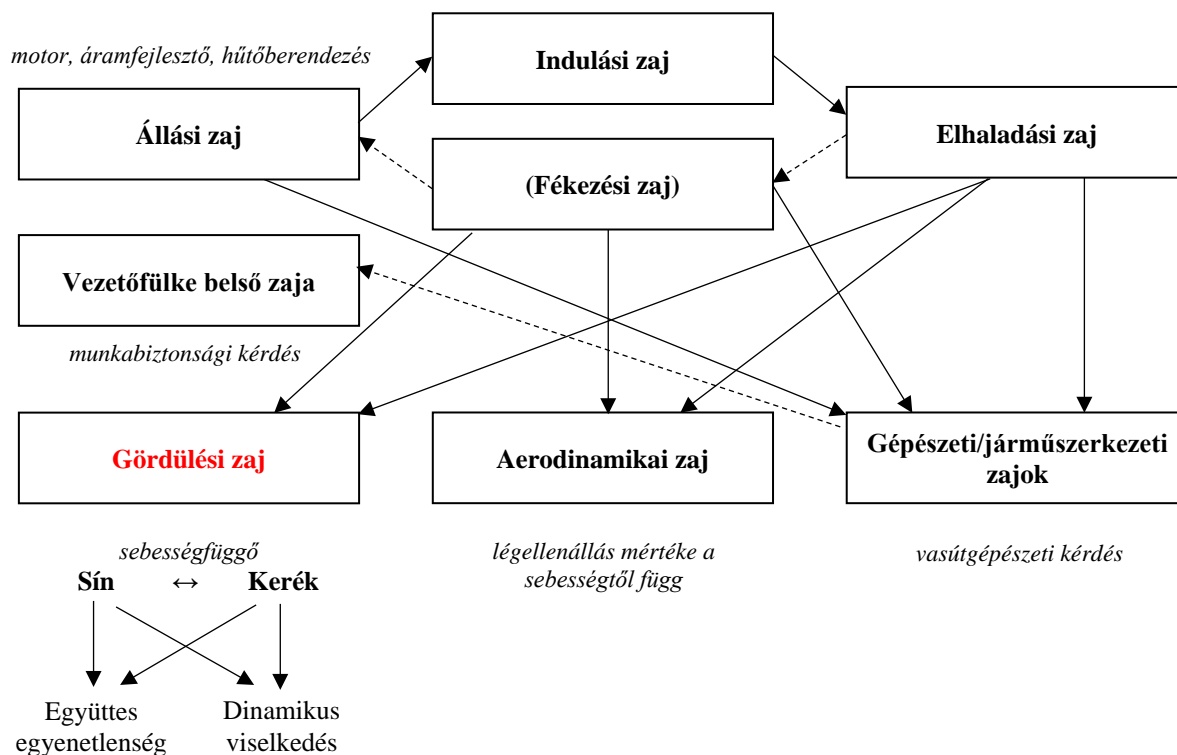 motor, áramfejlesztő, hűtőberendezés
Indulási zaj
Állási zaj
Elhaladási zaj
(Fékezési zaj)
Vezetőfülke belső zaja
munkabiztonsági kérdés
Gördülési zaj
Aerodinamikai zaj
Gépészeti/járműszerkezeti
zajok
sebességfüggő
légellenállás mértéke a
sebességtől függ
vasútgépészeti kérdés
Sín ↔ Kerék
Együttes
egyenetlenség
Dinamikus
viselkedés